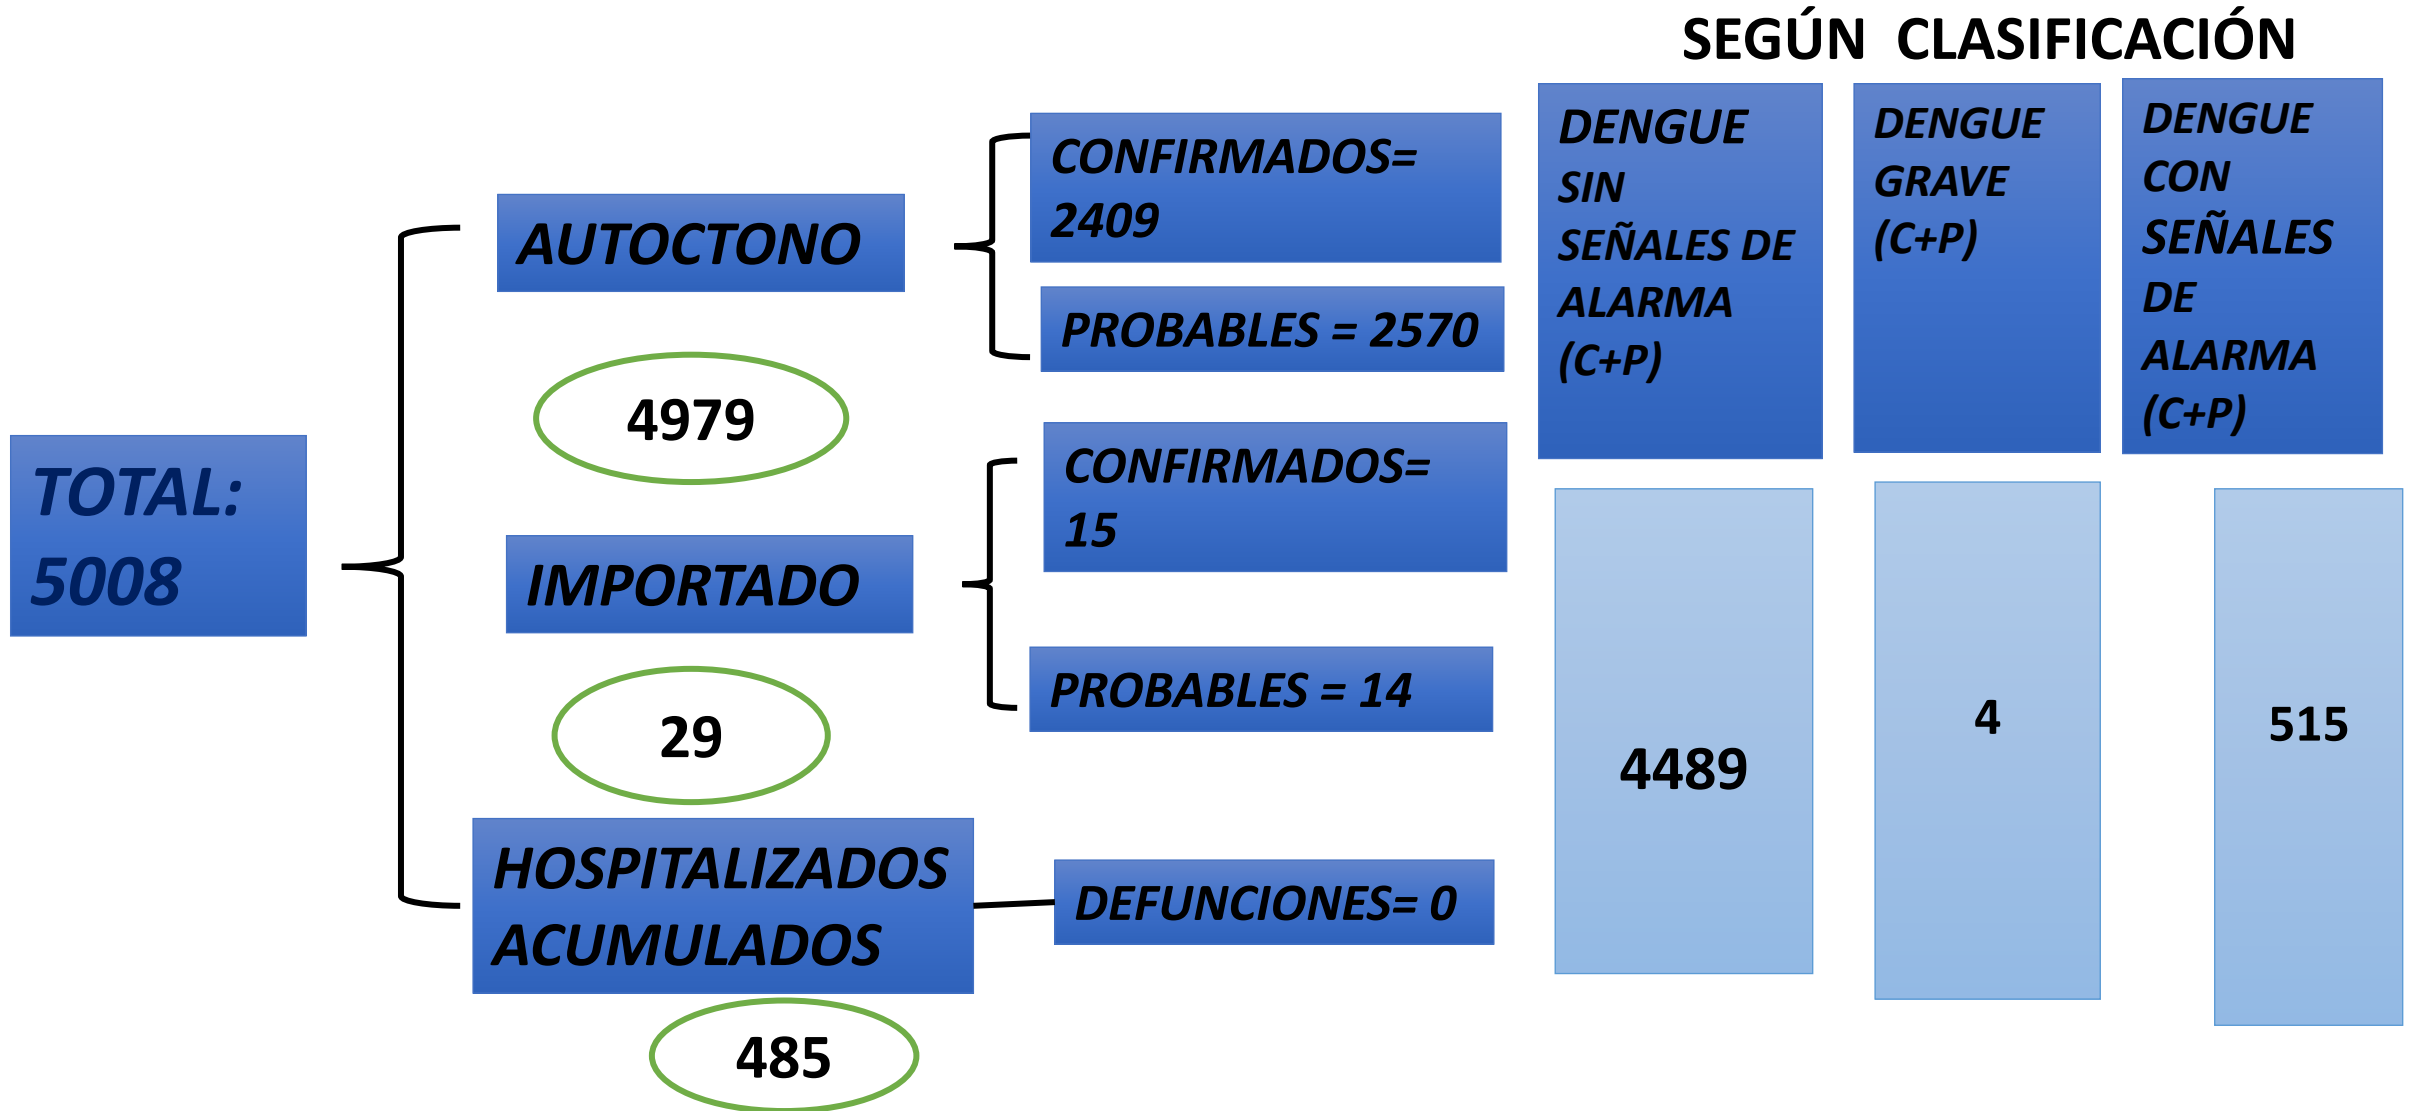 TOTAL:
5008
AUTOCTONO
4979
CONFIRMADOS=
2409
PROBABLES = 2570
IMPORTADO
29
CONFIRMADOS=
15
PROBABLES = 14
HOSPITALIZADOS
ACUMULADOS
485
DEFUNCIONES= 0
SEGÚN CLASIFICACIÓN
DENGUE
SIN
SEÑALES DE
ALARMA
(C+P)
4489
DENGUE
GRAVE
(C+P)
4
DENGUE
CON
SEÑALES
DE
ALARMA
(C+P)
515